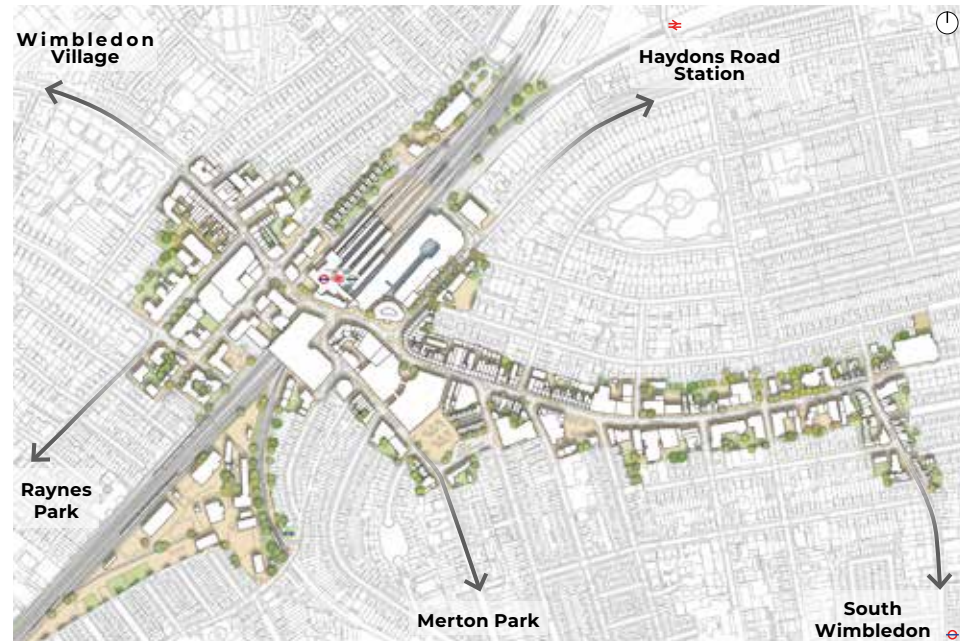 Wimbledon
Village
Haydons Road
Station
Raynes
Park
Merton Park
South
Wimbledon